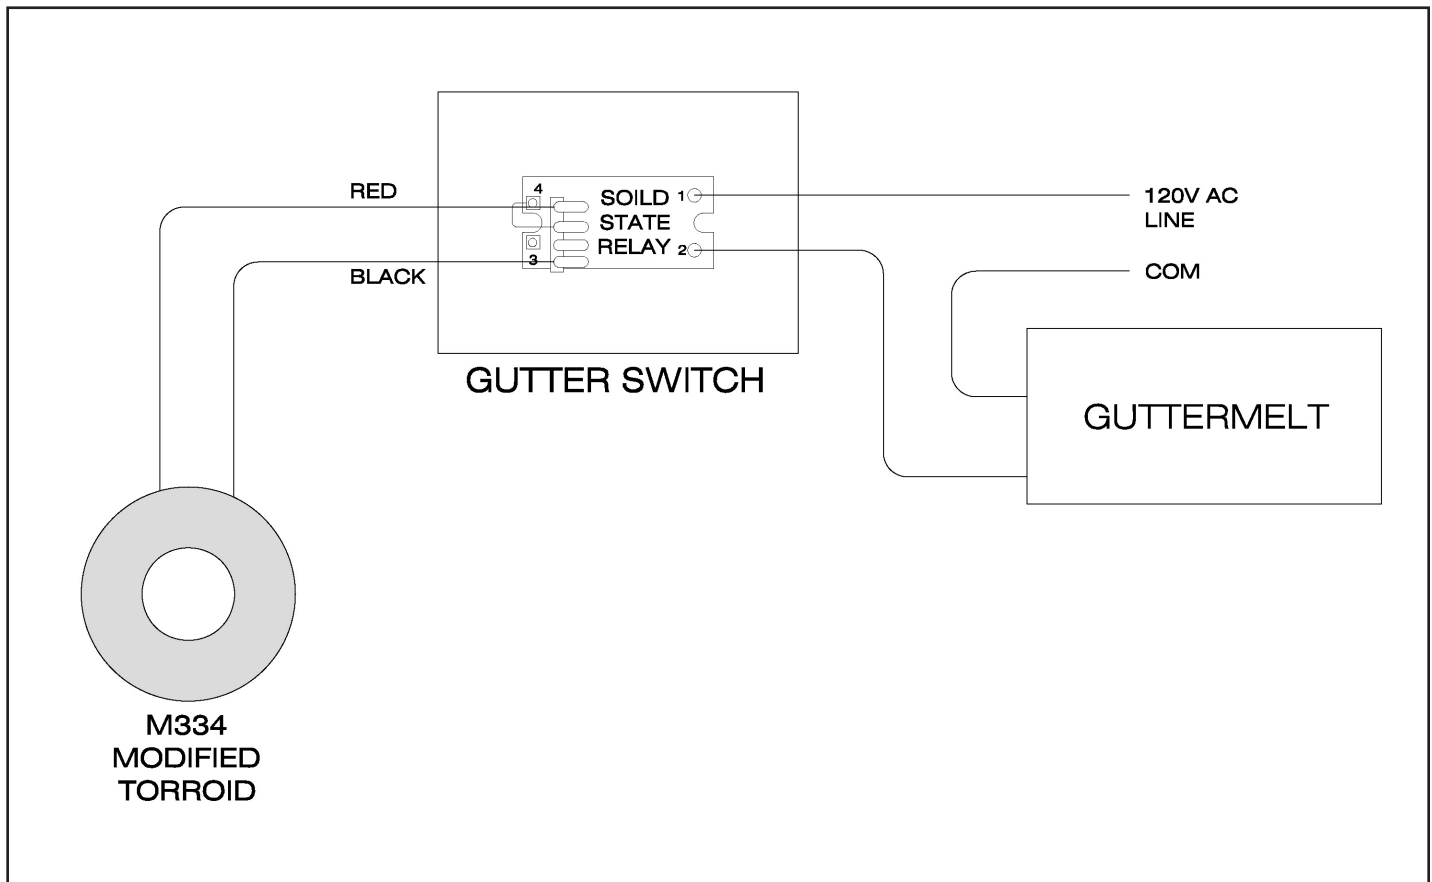 RED
BLACK
4
3
SOILD
STATE
RELAY
1
2
GUTTER SWITCH
120V AC
LINE
COM
GUTTERMELT
M334
MODIFIED
TORROID